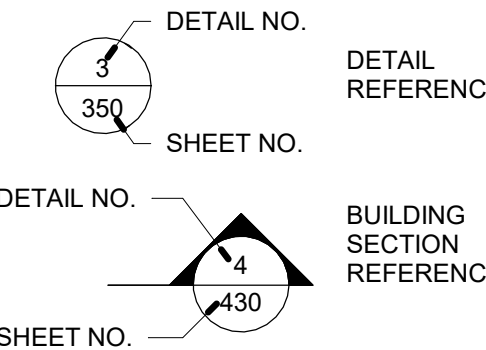 DETAIL NO.
3
350
SHEET NO.
DETAIL
REFERENC
DETAIL NO.
4
430
SHEET NO.
BUILDING
SECTION
REFERENC